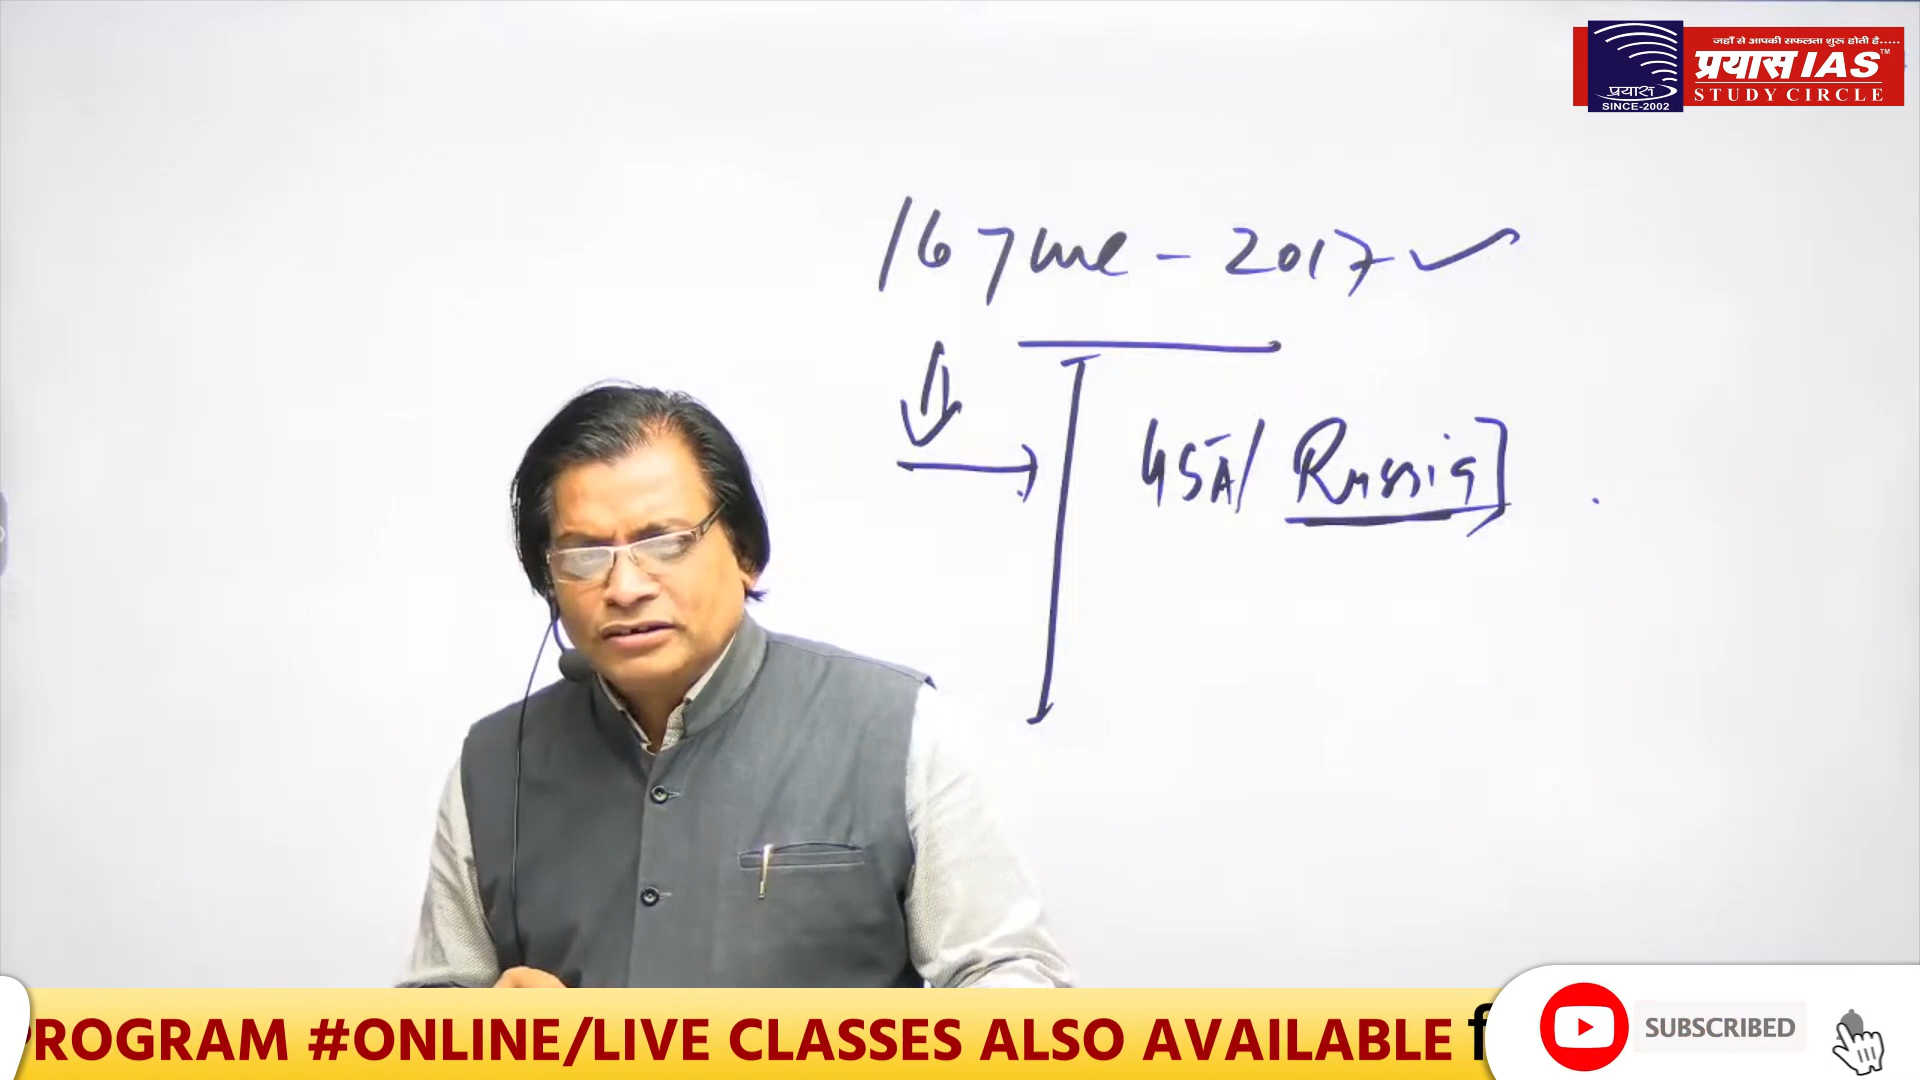 जहाँ से आपकी सफलता शुरू होती है.....
प्रयास IAS™
STUDY CIRCLE
प्रयास
SINCE-2002
16 June - 2017
USA/ Russia]
ROGRAM #ONLINE/LIVE CLASSES ALSO AVAILABLE f
SUBSCRIBED